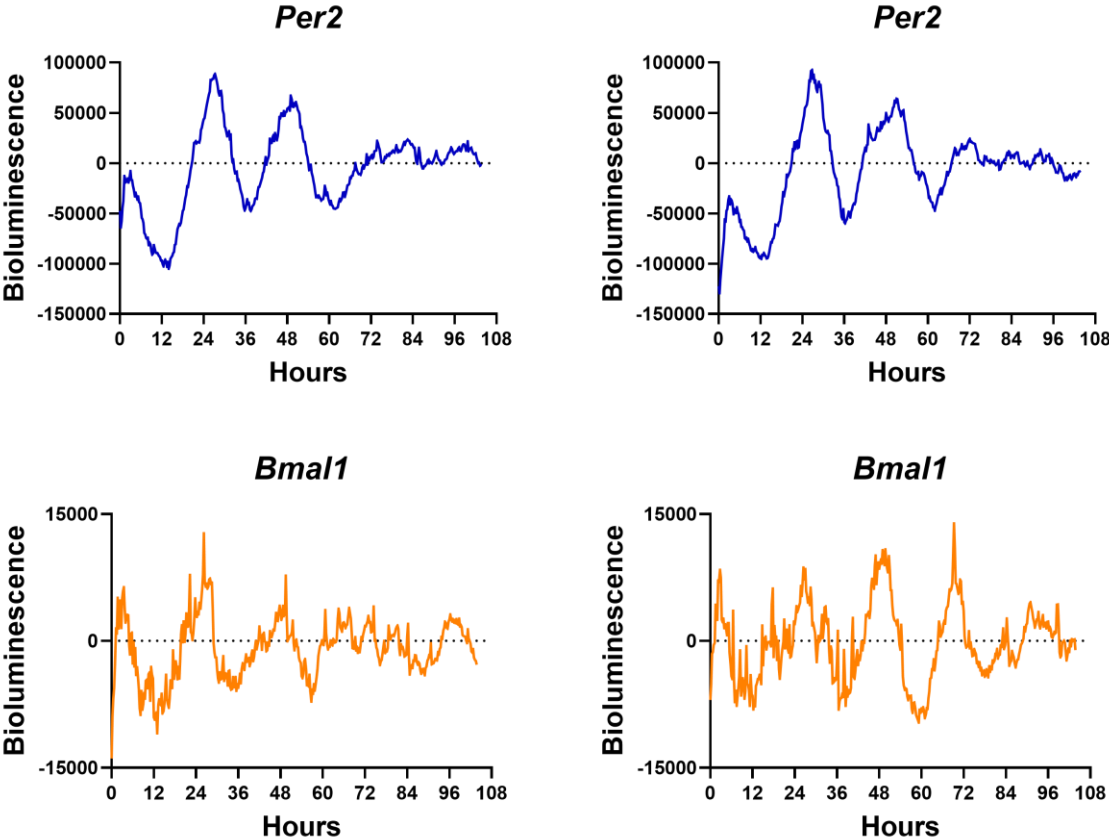 Per2
Per2
Bioluminescence
100000
50000
0
-50000
-100000
-150000
0 12 24 36 48 60 72 84 96 108
Hours
Bioluminescence
100000
50000
0
-50000
-100000
-150000
0 12 24 36 48 60 72 84 96 108
Hours
Bmal1
Bmal1
Bioluminescence
15000
0
-15000
0 12 24 36 48 60 72 84 96 108
Hours
Bioluminescence
15000
0
-15000
0 12 24 36 48 60 72 84 96 108
Hours